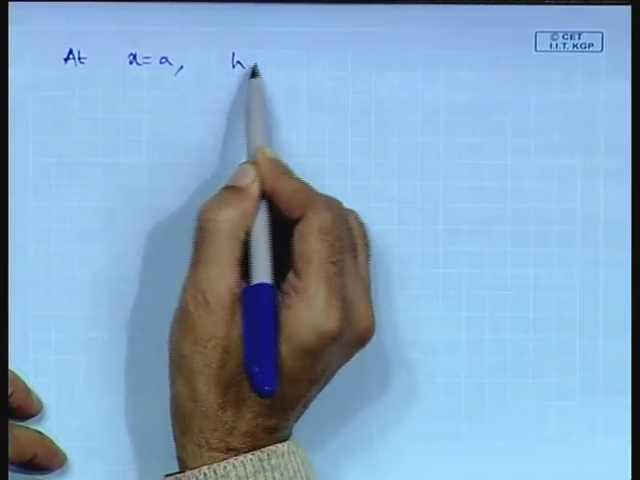 At x = a, h
© CET
I.I.T. KGP